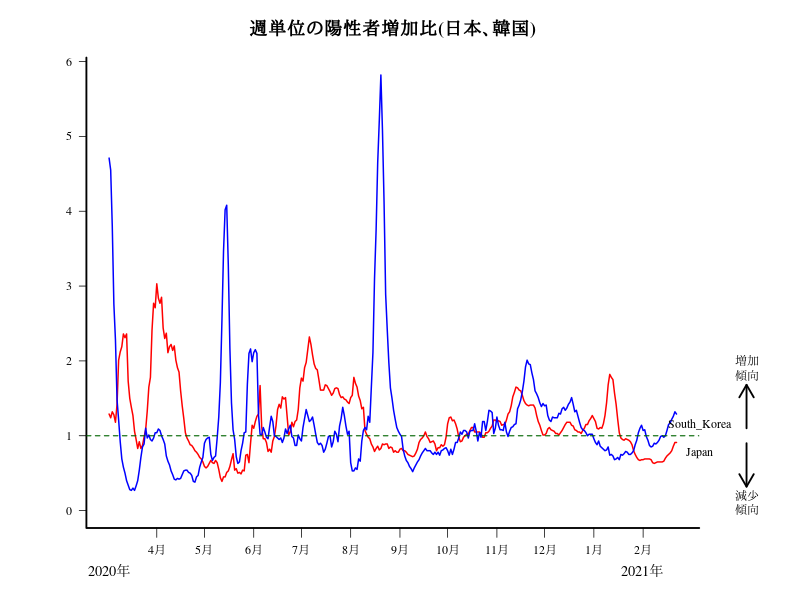 週単位の陽性者増加比(日本、韓国)
6
5
4
3
2
1
0
増加
傾向
South_Korea
Japan
減少
傾向
4月 5月 6月 7月 8月 9月 10月 11月 12月 1月 2月
2020年 2021年